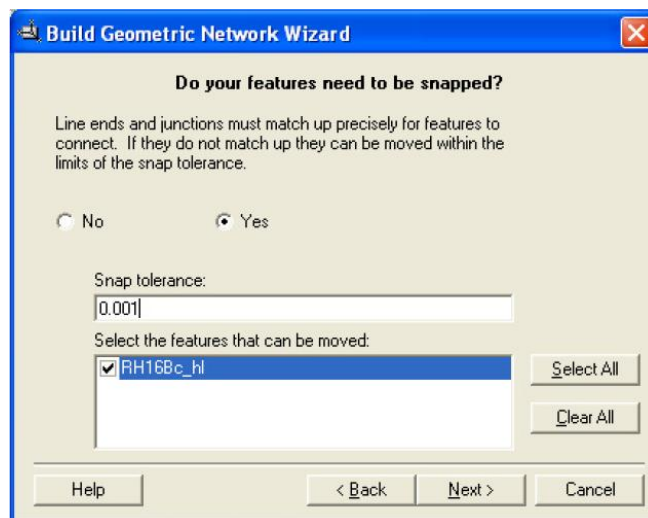 Build Geometric Network Wizard
Do your features need to be snapped?
Line ends and junctions must match up precisely for features to
connect. If they do not match up they can be moved within the
limits of the snap tolerance.
No Yes
Snap tolerance:
0.001
Select the features that can be moved:
RH16Bc_hl
Select All
Clear All
Help < Back Next > Cancel